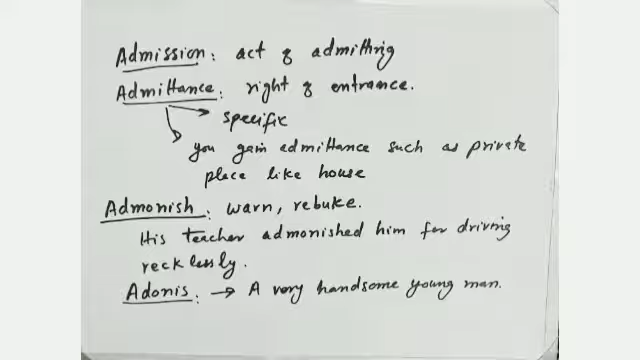 Admission: act of admitting
Admittance: right of entrance.
→ specific
→ you gain admittance such as private
place like house
Admonish: warn, rebuke.
His teacher admonished him for driving
recklessly.
Adonis: → A very handsome young man.